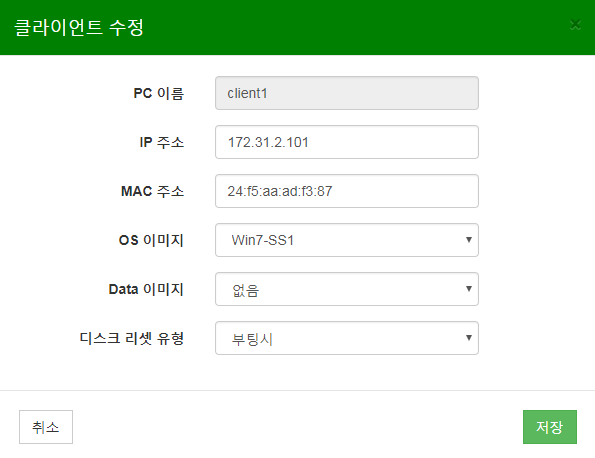 클라이언트 수정 ×
PC 이름 client1
IP 주소 172.31.2.101
MAC 주소 24:f5:aa:ad:f3:87
OS 이미지 Win7-SS1
Data 이미지 없음
디스크 리셋 유형 부팅시
취소 저장